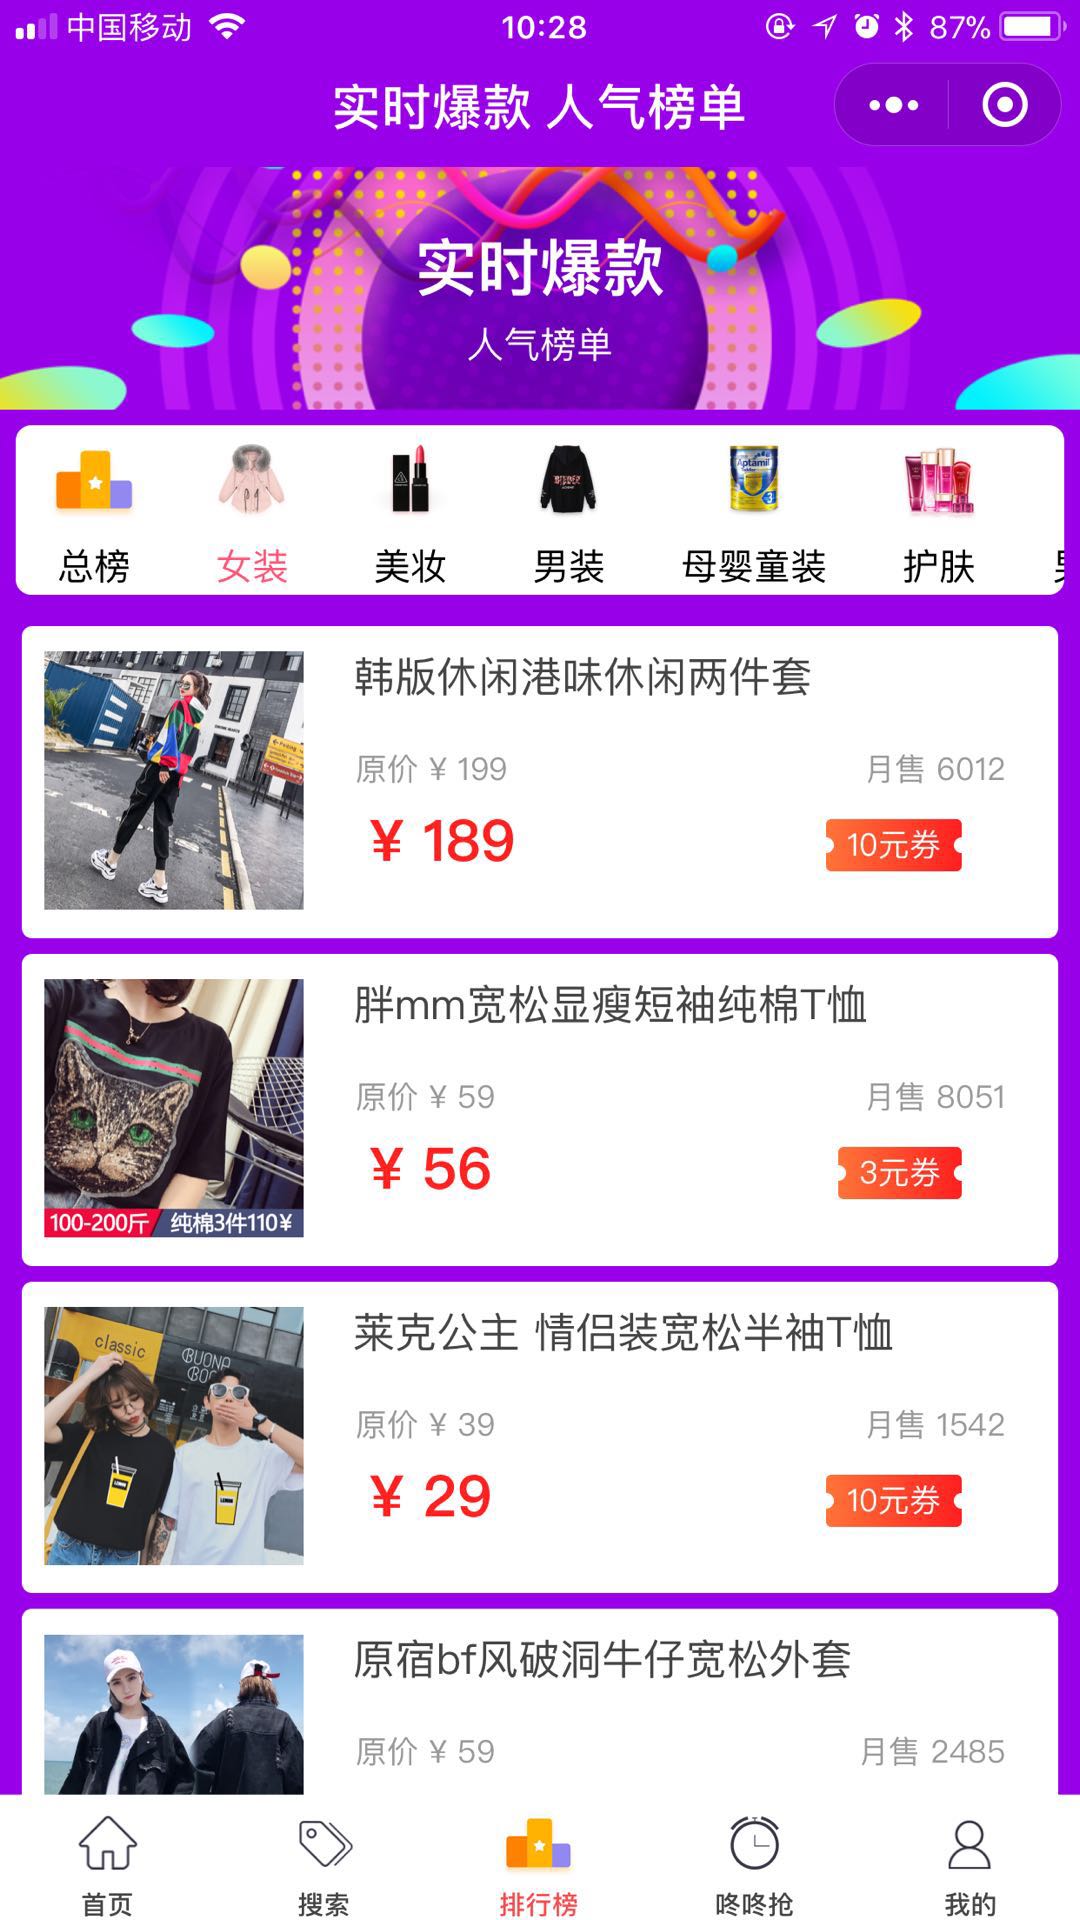 中国移动
10:28
87%
实时爆款 人气榜单
实时爆款
人气榜单
Aptamil
3
总榜
女装
美妆
男装
母婴童装
护肤
韩版休闲港味休闲两件套
原价 ¥ 199
月售 6012
¥ 189
10元券
胖mm宽松显瘦短袖纯棉T恤
原价 ¥ 59
月售 8051
¥ 56
3元券
100-200斤
纯棉3件110¥
莱克公主 情侣装宽松半袖T恤
classic
BUONA
LEMON
LEMON
原价 ¥ 39
月售 1542
¥ 29
10元券
原宿bf风破洞牛仔宽松外套
原价 ¥ 59
月售 2485
首页
搜索
排行榜
咚咚抢
我的